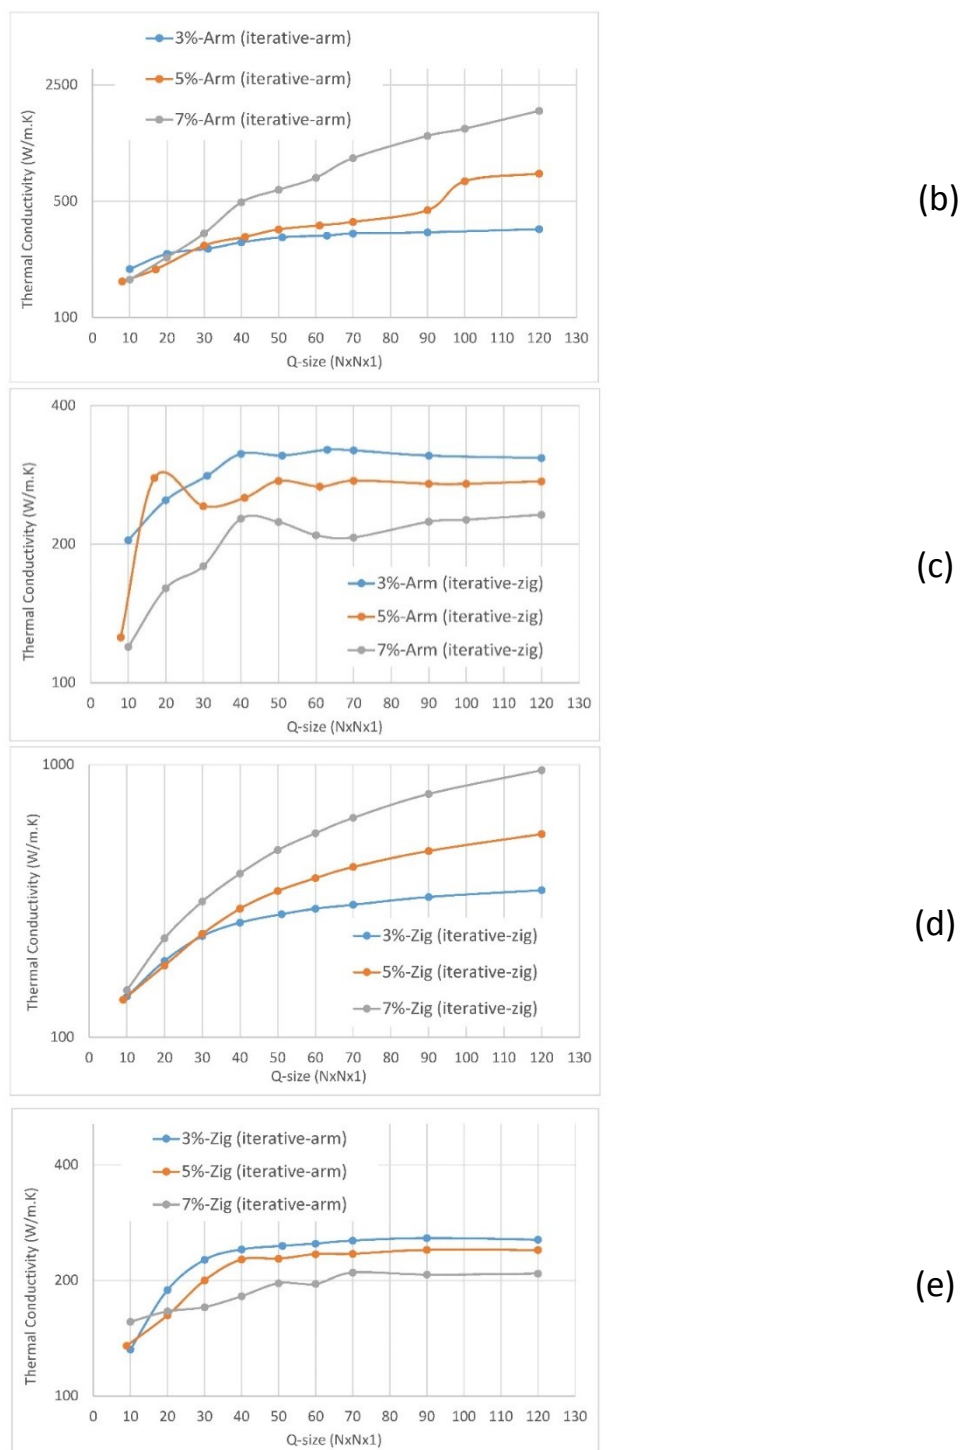 3%-Arm (iterative-arm)
5%-Arm (iterative-arm)
7%-Arm (iterative-arm)
2500
500
100
Thermal Conductivity (W/m.K)
0 10 20 30 40 50 60 70 80 90 100 110 120 130
Q-size (NxNx1)
(b)
400
200
100
Thermal Conductivity (W/m.K)
3%-Arm (iterative-zig)
5%-Arm (iterative-zig)
7%-Arm (iterative-zig)
0 10 20 30 40 50 60 70 80 90 100 110 120 130
Q-size (NxNx1)
(c)
1000
100
Thermal Conductivity (W/m.K)
3%-Zig (iterative-zig)
5%-Zig (iterative-zig)
7%-Zig (iterative-zig)
0 10 20 30 40 50 60 70 80 90 100 110 120 130
Q-size (NxNx1)
(d)
3%-Zig (iterative-arm)
5%-Zig (iterative-arm)
7%-Zig (iterative-arm)
400
200
100
Thermal Conductivity (W/m.K)
0 10 20 30 40 50 60 70 80 90 100 110 120 130
Q-size (NxNx1)
(e)